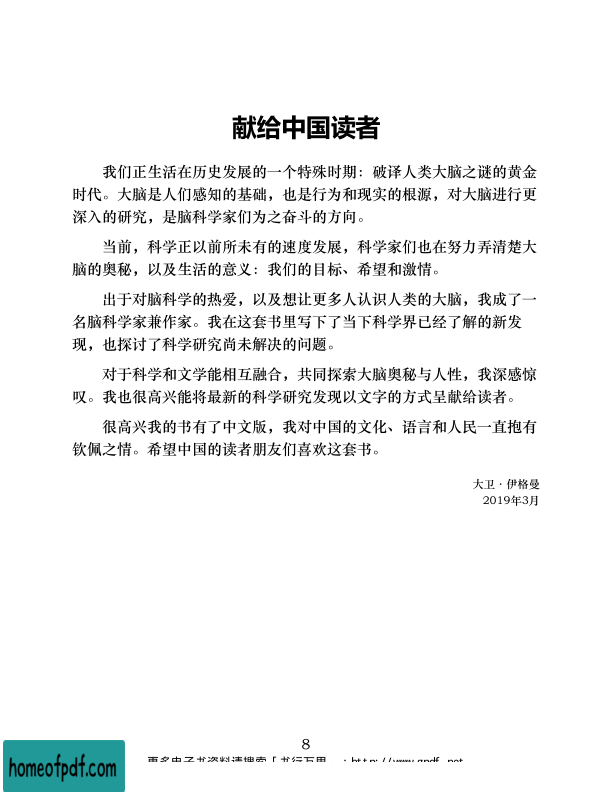 献给中国读者
我们正生活在历史发展的一个特殊时期：破译人类大脑之谜的黄金
时代。大脑是人们感知的基础，也是行为和现实的根源，对大脑进行更
深入的研究，是脑科学家们为之奋斗的方向。
当前，科学正以前所未有的速度发展，科学家们也在努力弄清楚大
脑的奥秘，以及生活的意义：我们的目标、希望和激情。
出于对脑科学的热爱，以及想让更多人认识人类的大脑，我成了一
名脑科学家兼作家。我在这套书里写下了当下科学界已经了解的新发
现，也探讨了科学研究尚未解决的问题。
对于科学和文学能相互融合，共同探索大脑奥秘与人性，我深感惊
叹。我也很高兴能将最新的科学研究发现以文字的方式呈献给读者。
很高兴我的书有了中文版，我对中国的文化、语言和人民一直抱有
钦佩之情。希望中国的读者朋友们喜欢这套书。
大卫·伊格曼
2019年3月
8
更多电子书资料请搜索「书行万里
homeofpdf.com